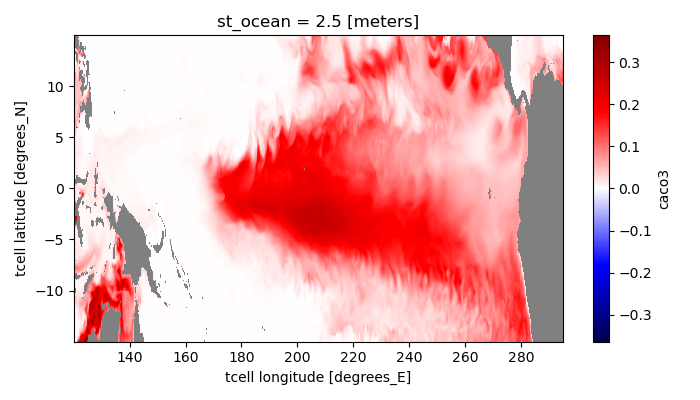 st_ocean = 2.5 [meters]
10
5
0
−5
−10
tcell latitude [degrees_N]
140 160 180 200 220 240 260 280
tcell longitude [degrees_E]
0.3
0.2
0.1
0.0
−0.1
−0.2
−0.3
caco3